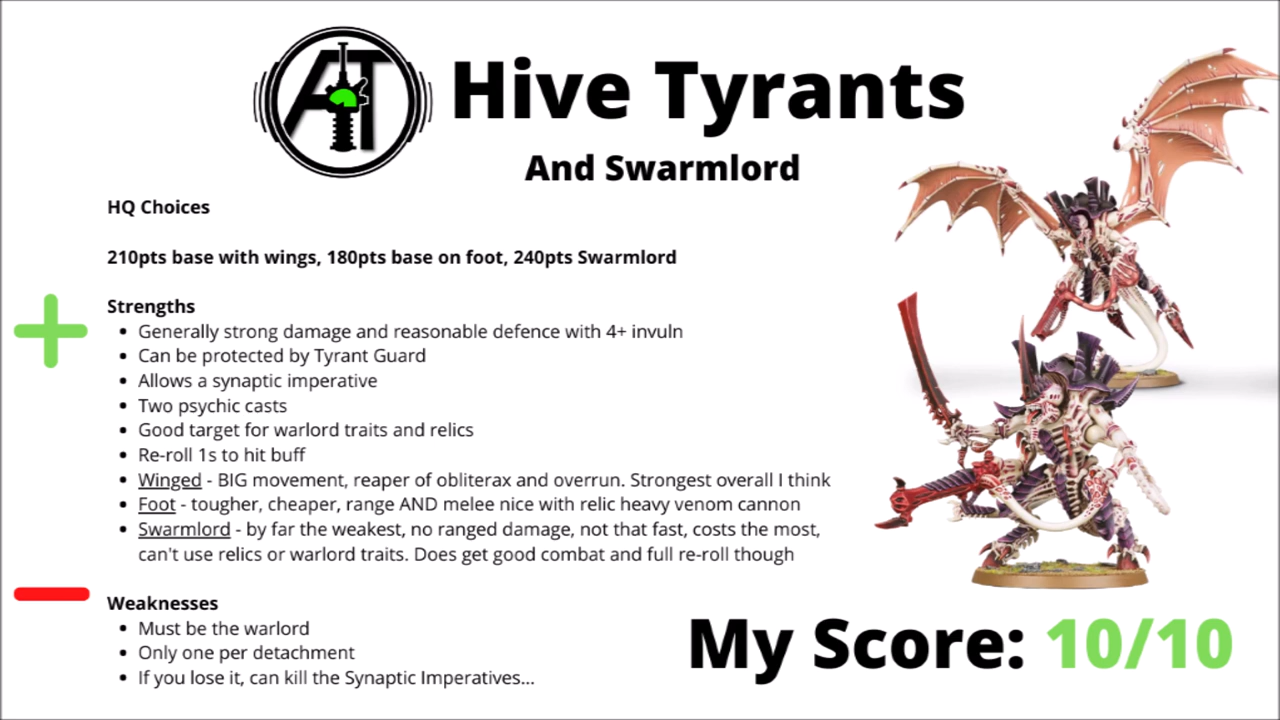 AT
Hive Tyrants
And Swarmlord
HQ Choices
210pts base with wings, 180pts base on foot, 240pts Swarmlord
Strengths
• Generally strong damage and reasonable defence with 4+ invuln
• Can be protected by Tyrant Guard
• Allows a synaptic imperative
• Two psychic casts
• Good target for warlord traits and relics
• Re-roll 1s to hit buff
• Winged - BIG movement, reaper of obliterax and overrun. Strongest overall I think
• Foot - tougher, cheaper, range AND melee nice with relic heavy venom cannon
• Swarmlord - by far the weakest, no ranged damage, not that fast, costs the most,
can't use relics or warlord traits. Does get good combat and full re-roll though
Weaknesses
• Must be the warlord
• Only one per detachment
• If you lose it, can kill the Synaptic Imperatives...
My Score: 10/10